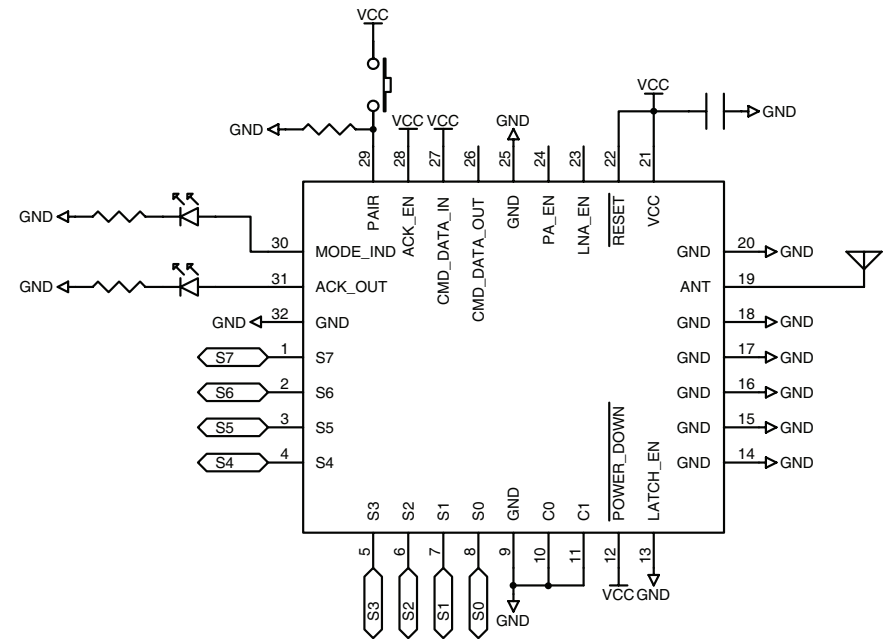 VCC
GND
VCC VCC
GND
VCC
GND
29 28 27 26 25 24 23 22 21
PAIR
ACK_EN
CMD_DATA_IN
CMD_DATA_OUT
GND
PA_EN
LNA_EN
RESET
VCC
GND 30 MODE_IND
GND 20 GND
GND 31 ACK_OUT
ANT 19
GND 32 GND
GND 18 GND
S7 1 S7
GND 17 GND
S6 2 S6
GND 16 GND
S5 3 S5
GND 15 GND
S4 4 S4
GND 14 GND
S3
S2
S1
S0
GND
C0
C1
POWER_DOWN
LATCH_EN
5 6 7 8 9 10 11 12 13
S3
S2
S1
S0
GND
VCC GND